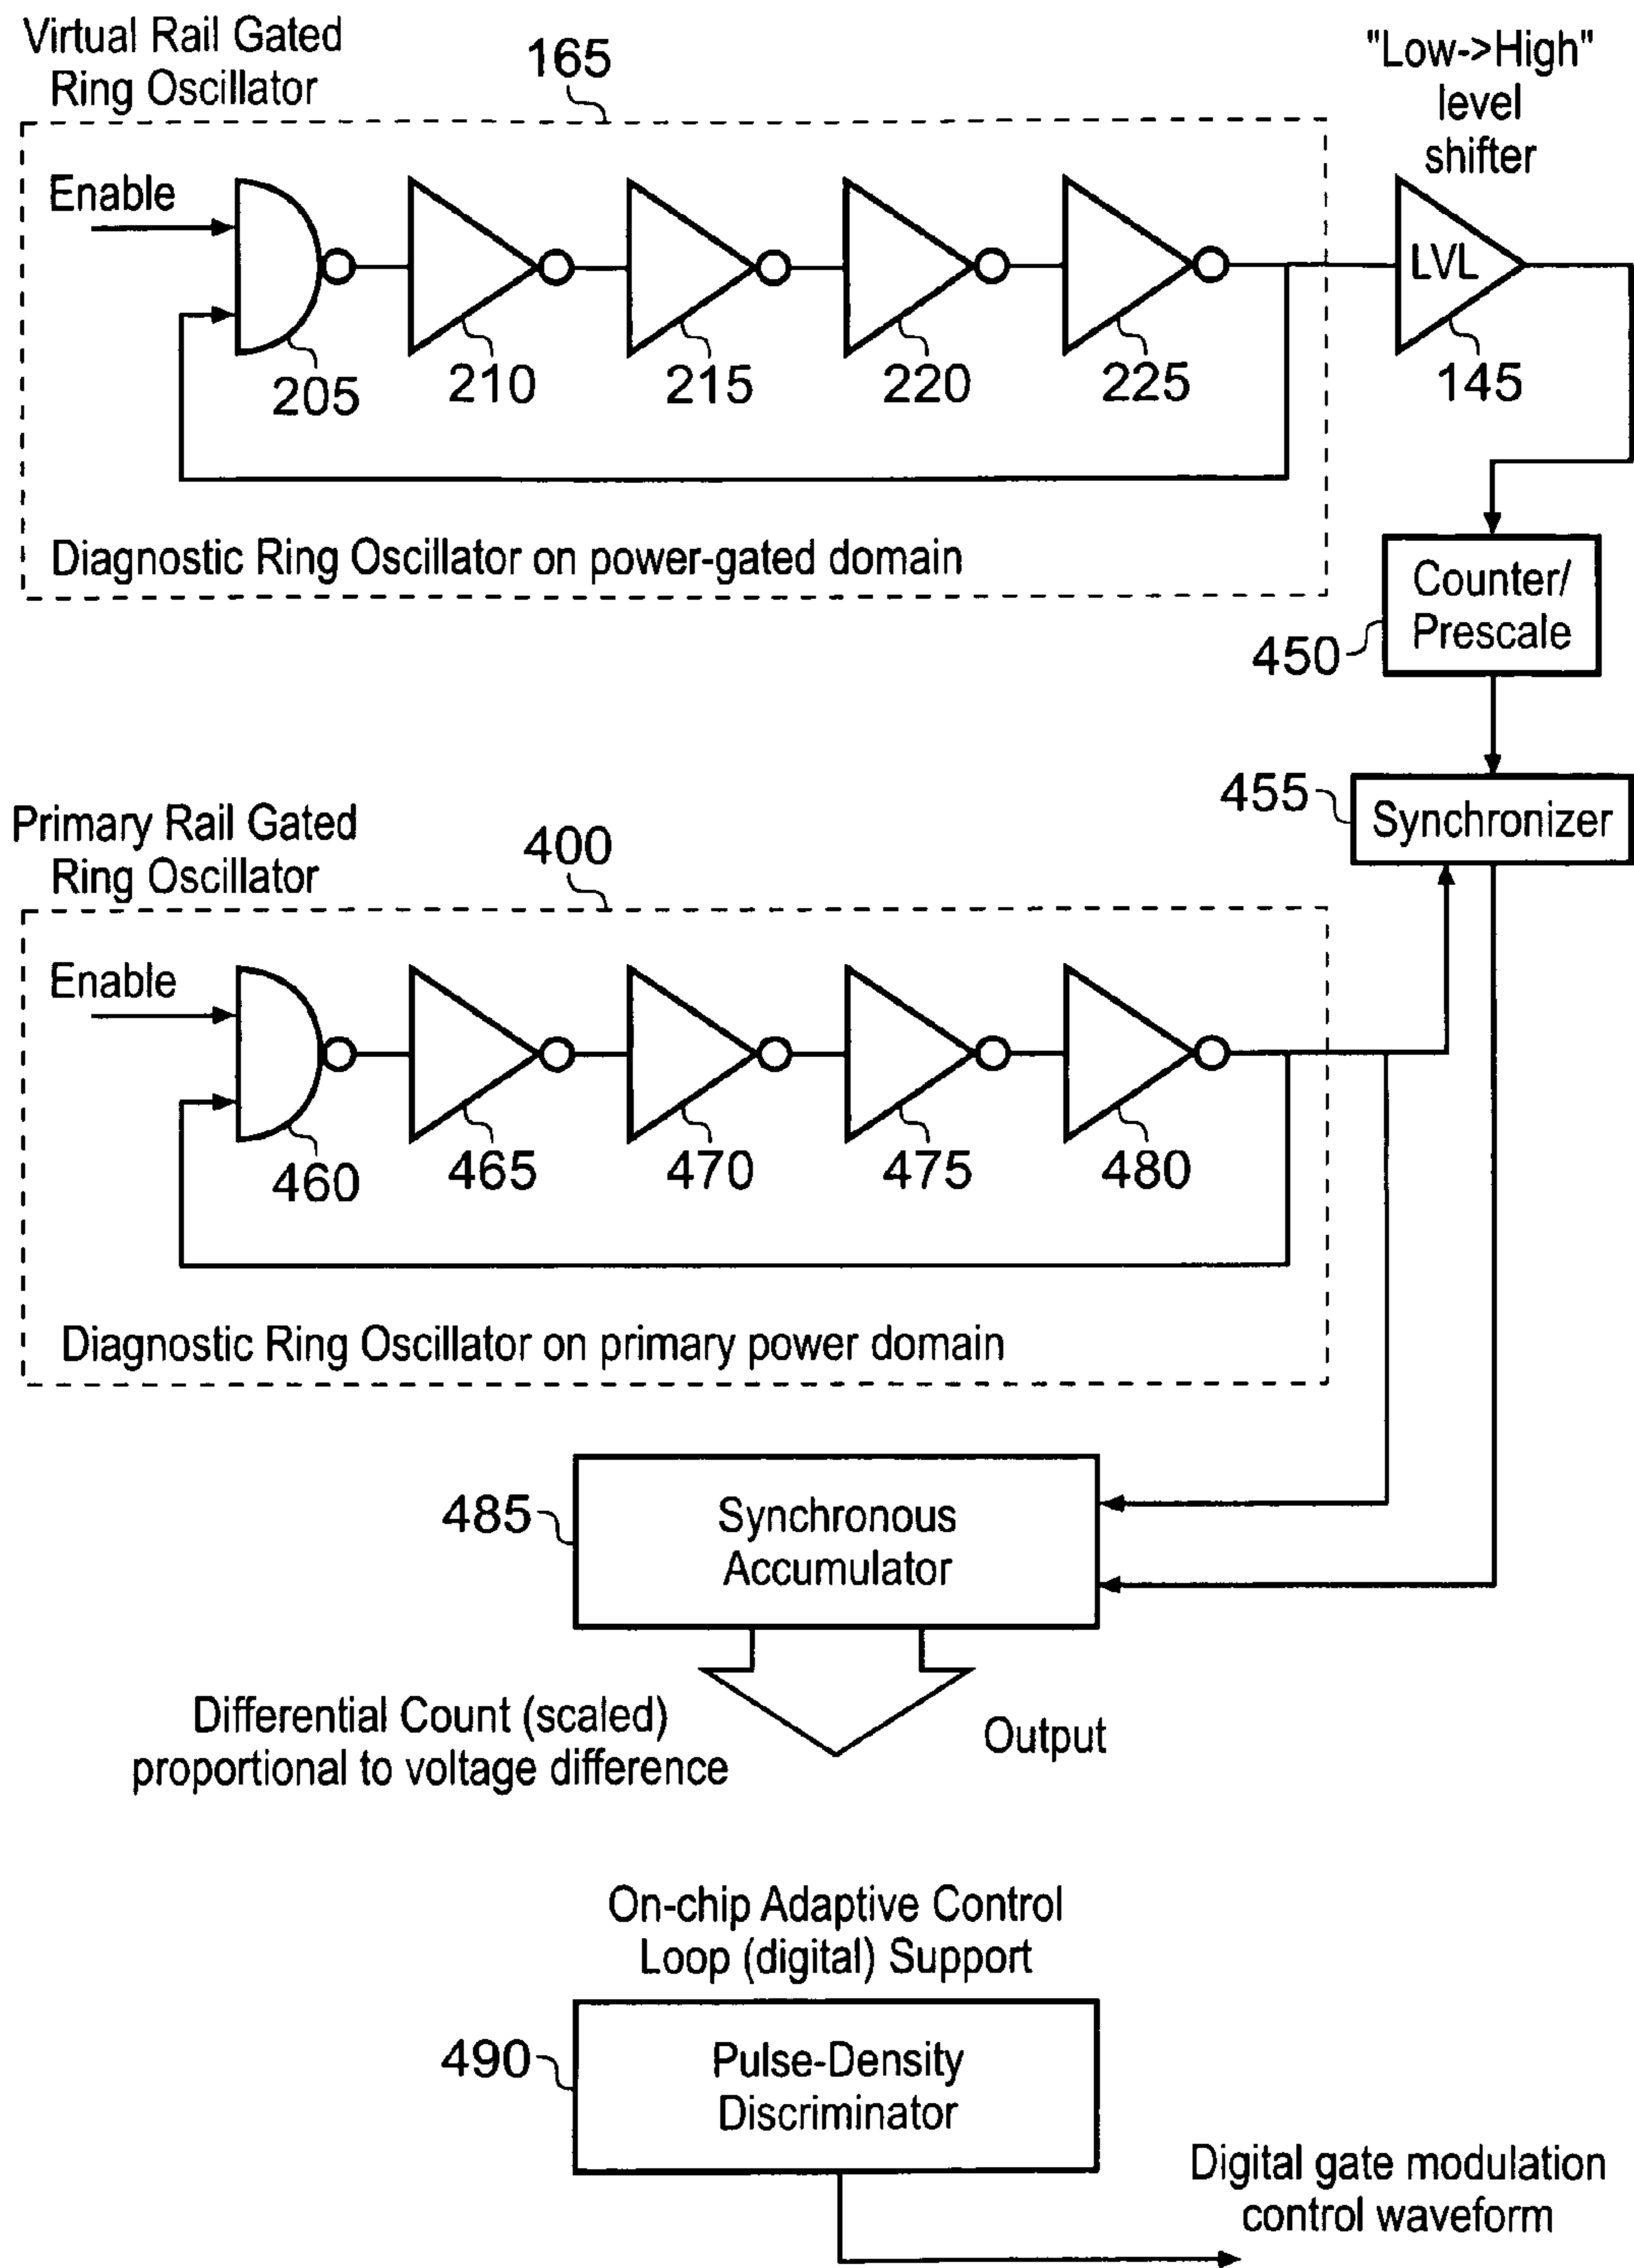 Virtual Rail Gated
Ring Oscillator
165
"Low->High"
level
shifter
Enable
LVL
205
210
215
220
225
145
Diagnostic Ring Oscillator on power-gated domain
Counter/
Prescale
450
455
Synchronizer
Primary Rail Gated
Ring Oscillator
400
Enable
460
465
470
475
480
Diagnostic Ring Oscillator on primary power domain
485
Synchronous
Accumulator
Differential Count (scaled)
proportional to voltage difference
Output
On-chip Adaptive Control
Loop (digital) Support
490
Pulse-Density
Discriminator
Digital gate modulation
control waveform